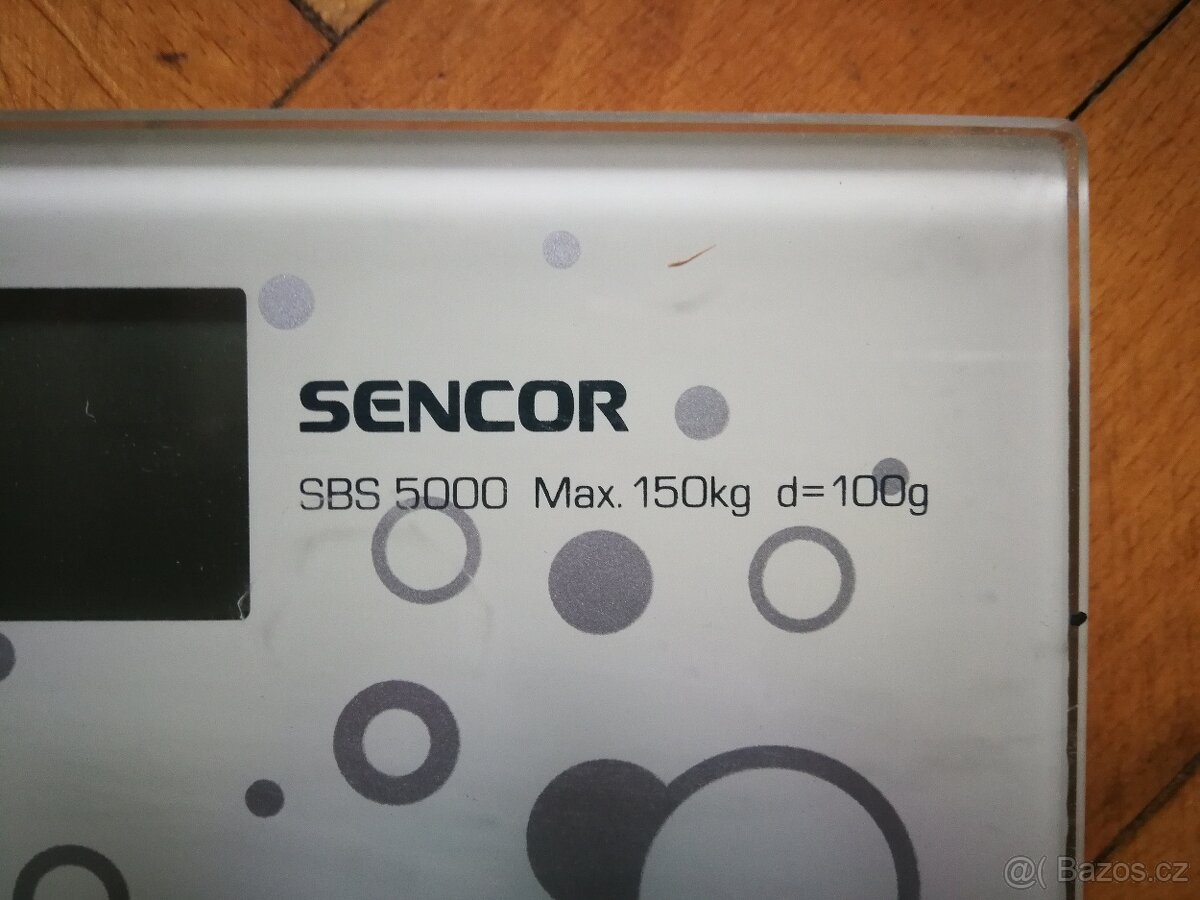 SENCOR
SBS 5000 Max. 150kg d=100g
@( Bazos.cz